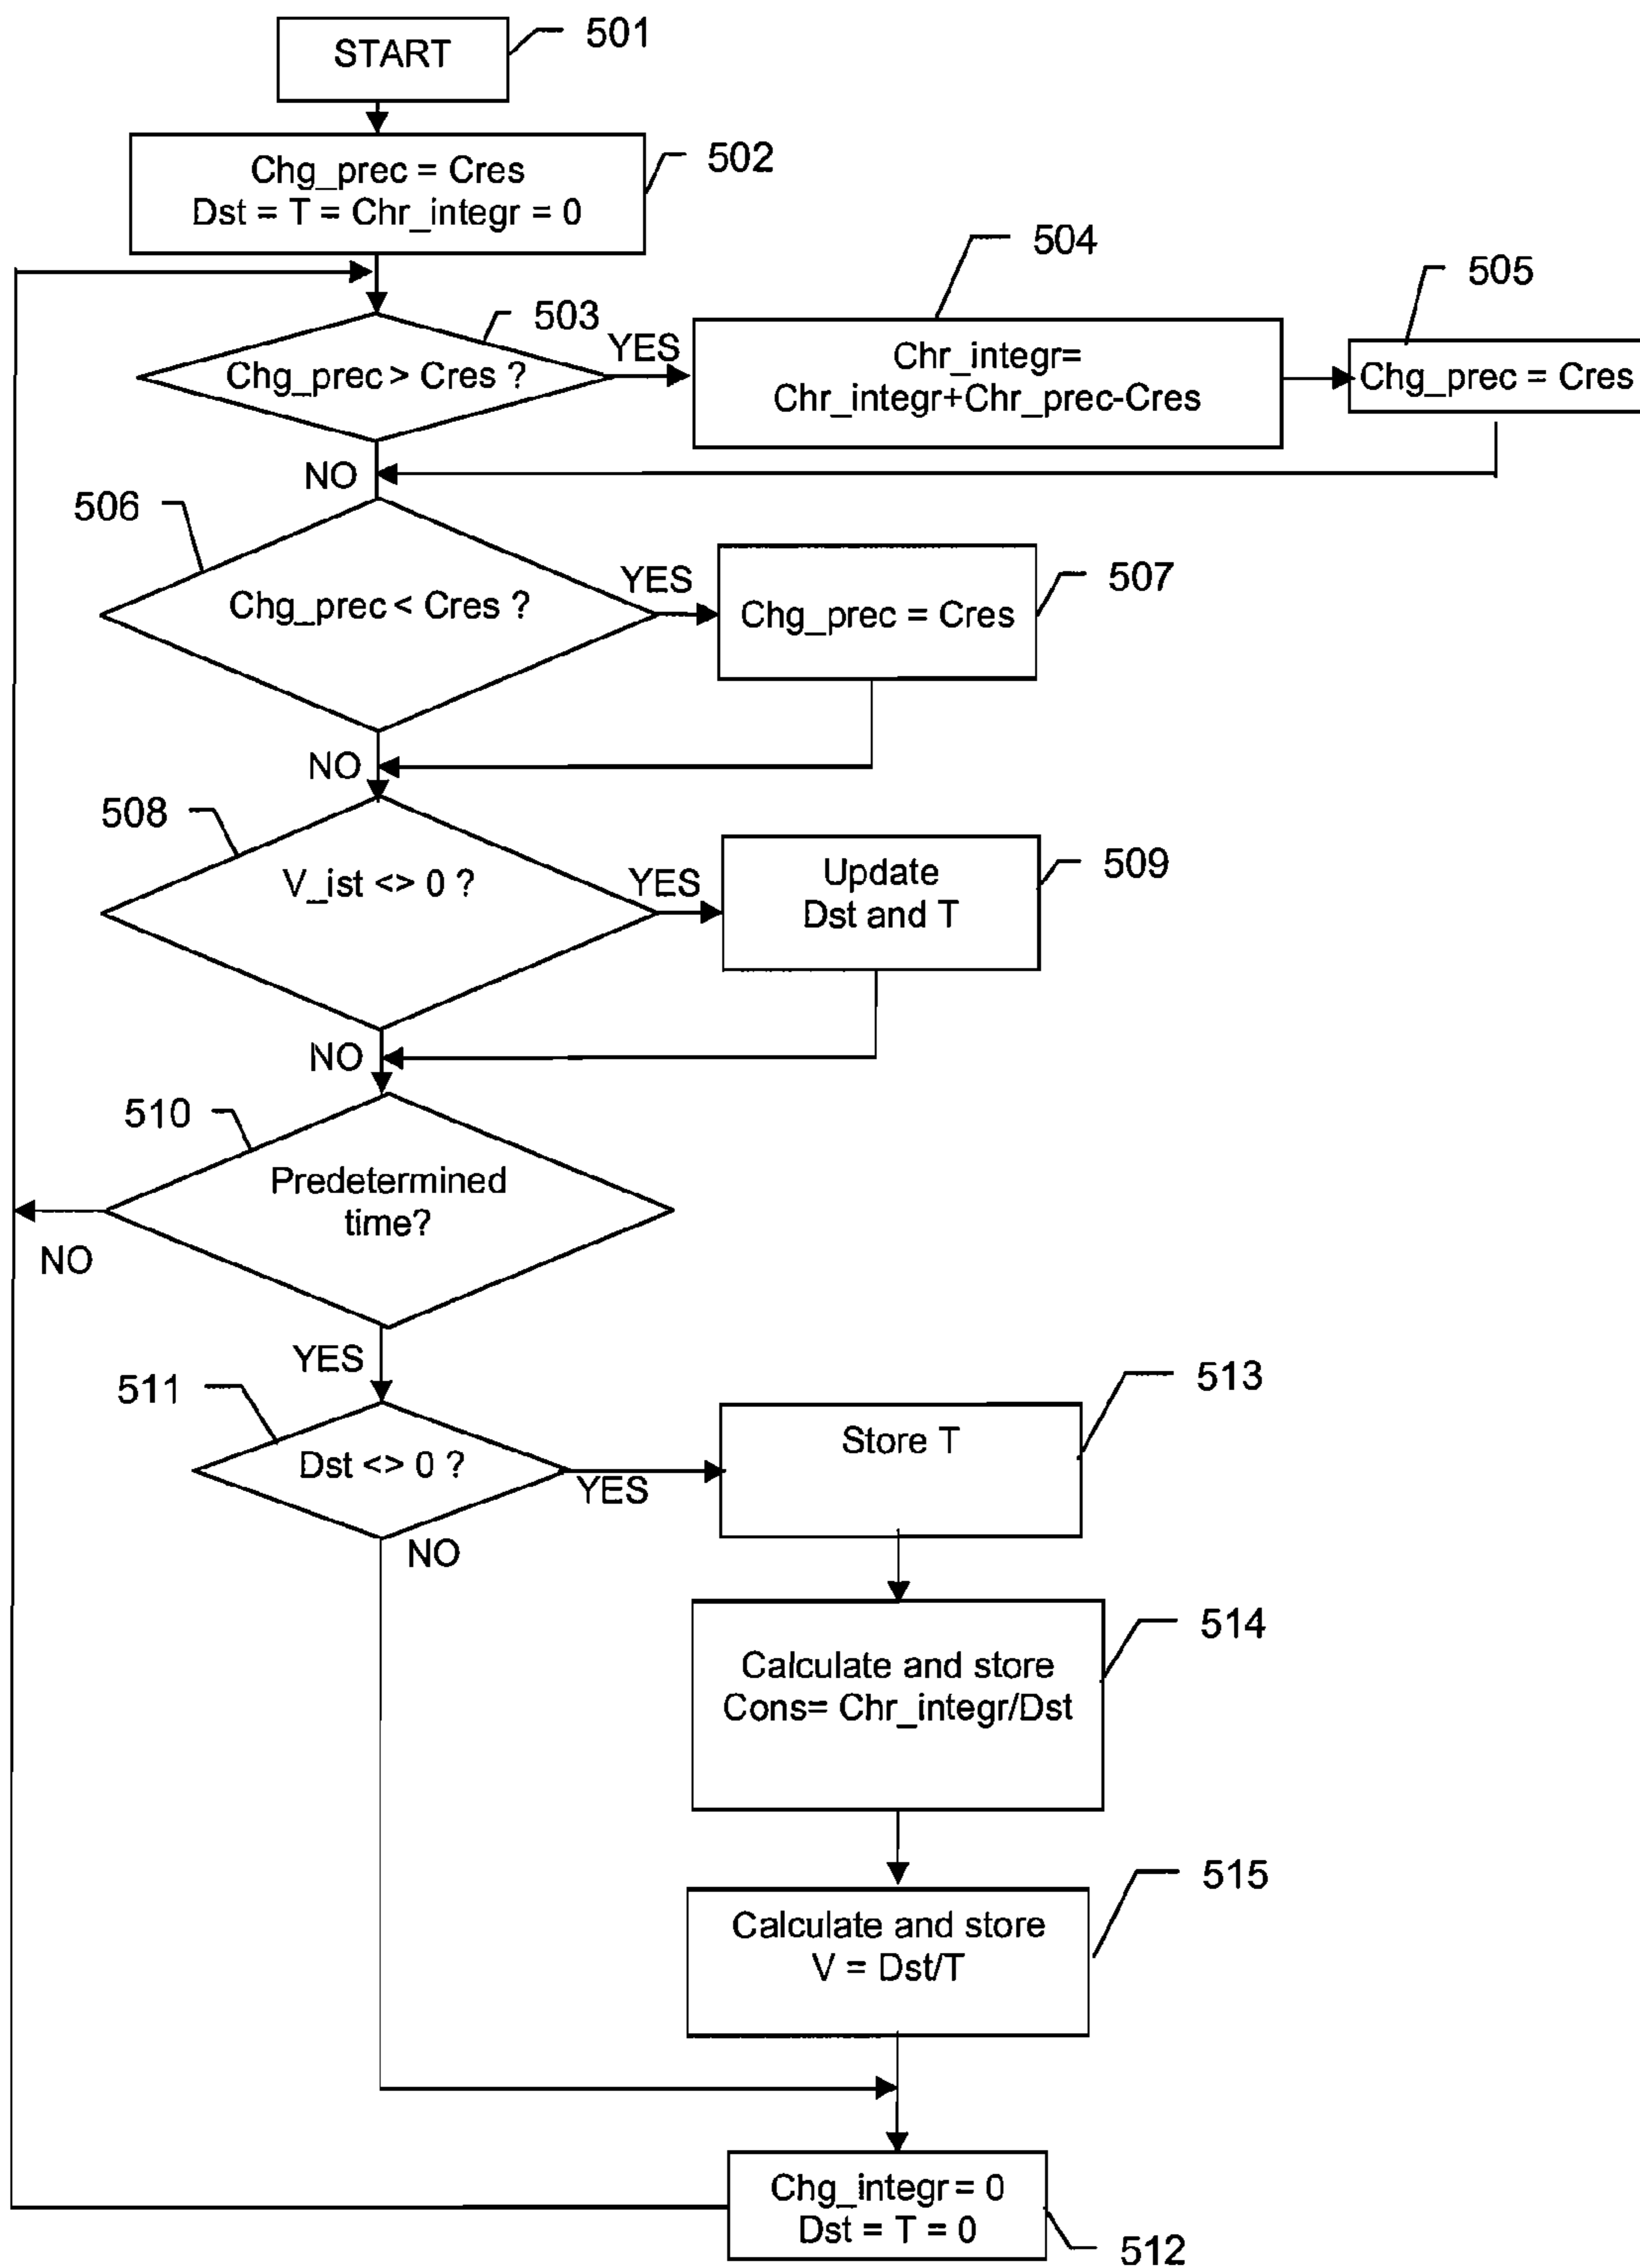 START
501
Chg_prec = Cres
Dst = T = Chr_integr = 0
502
503
Chg_prec > Cres ?
YES
504
Chr_integr=
Chr_integr+Chr_prec-Cres
505
Chg_prec = Cres
NO
506
Chg_prec < Cres ?
YES
507
Chg_prec = Cres
NO
508
V_ist <> 0 ?
YES
509
Update
Dst and T
NO
510
Predetermined
time?
NO
YES
511
Dst <> 0 ?
YES
NO
513
Store T
514
Calculate and store
Cons= Chr_integr/Dst
515
Calculate and store
V = Dst/T
Chg_integr = 0
Dst = T = 0
512